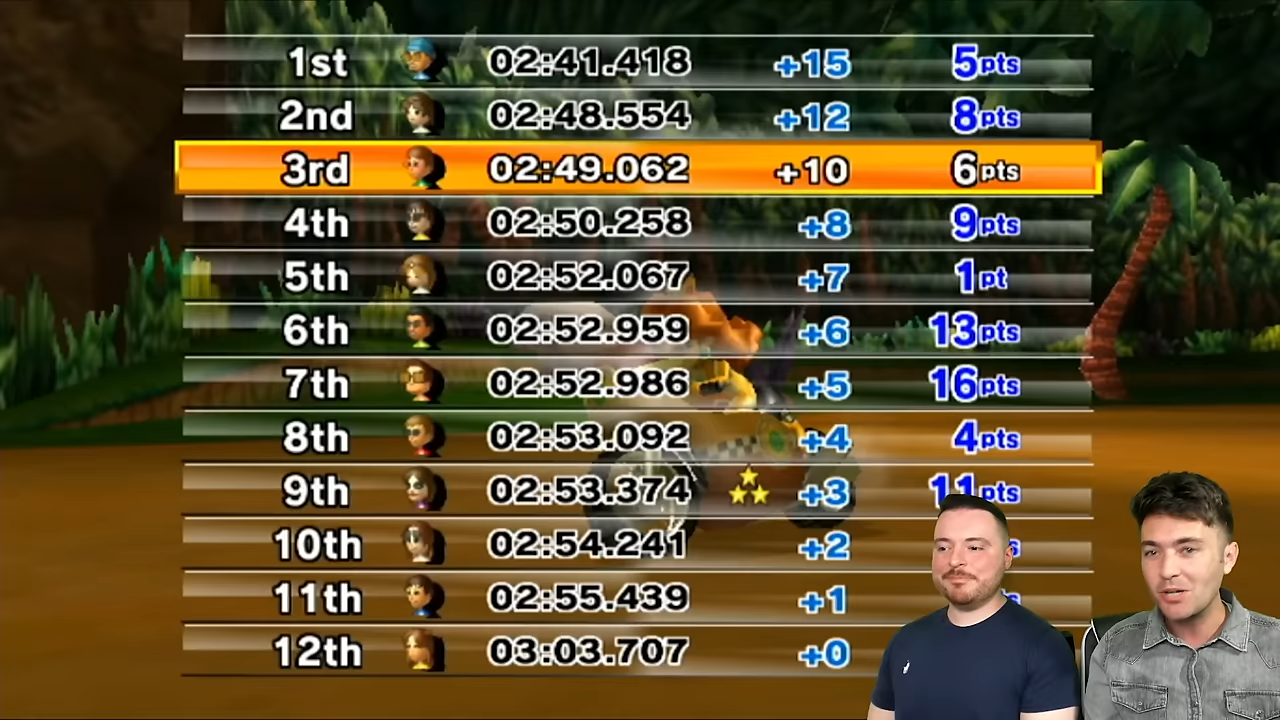 1st 02:41.418 +15 5pts
2nd 02:48.554 +12 8pts
3rd 02:49.062 +10 6pts
4th 02:50.258 +8 9pts
5th 02:52.067 +7 1pt
6th 02:52.959 +6 13pts
7th 02:52.986 +5 16pts
8th 02:53.092 +4 4pts
9th 02:53.374 +3 11pts
10th 02:54.241 +2
11th 02:55.439 +1
12th 03:03.707 +0